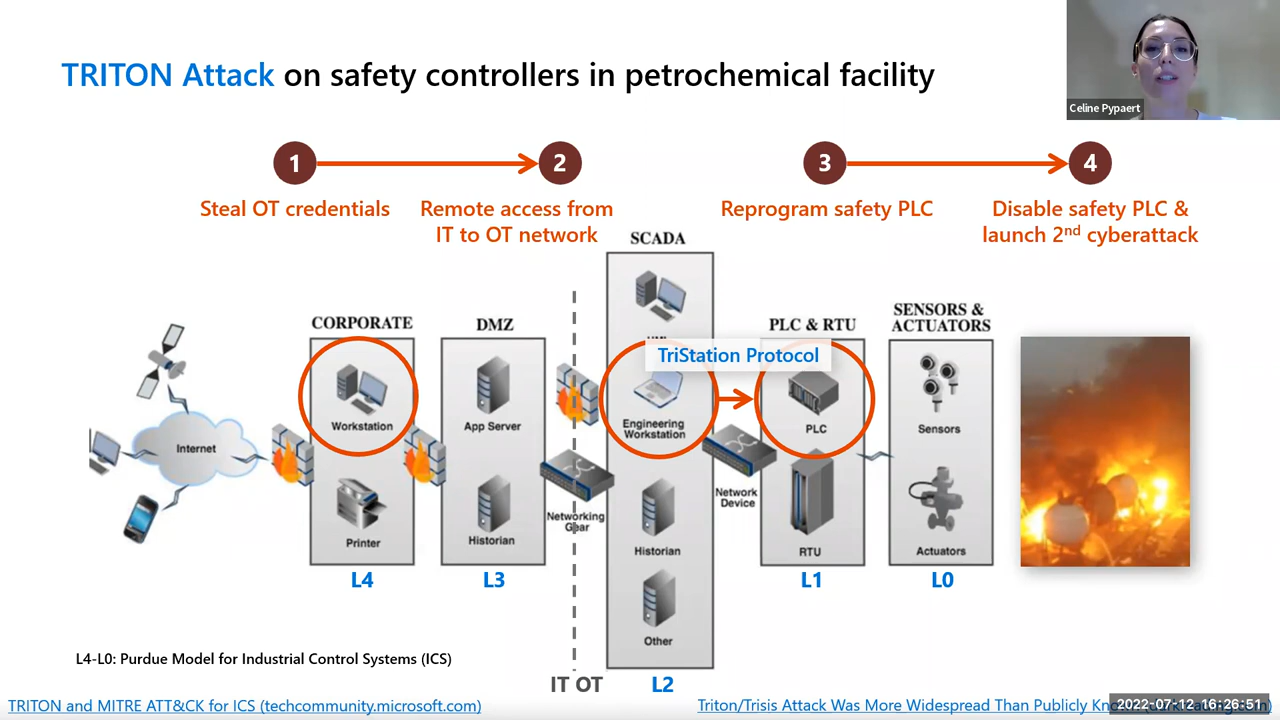 TRITON Attack on safety controllers in petrochemical facility
Celine Pypaert
1
2
3
4
Steal OT credentials
Remote access from
IT to OT network
Reprogram safety PLC
Disable safety PLC &
launch 2nd cyberattack
SCADA
CORPORATE
DMZ
PLC & RTU
SENSORS &
ACTUATORS
TriStation Protocol
Internet
Workstation
App Server
Engineering
Workstation
PLC
Sensors
Printer
Historian
Networking
Gear
Historian
Network
Device
RTU
Actuators
Other
L4
L3
L1
L0
L4-L0: Purdue Model for Industrial Control Systems (ICS)
IT OT
L2
TRITON and MITRE ATT&CK for ICS (techcommunity.microsoft.com)
Triton/Trisis Attack Was More Widespread Than Publicly
2022-07-12 16:26:51